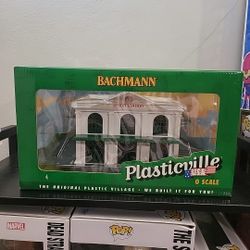 BACHMANN
Plasticville
U.S.A.
O SCALE
THE ORIGINAL PLASTIC VILLAGE - WE BUILT IT FOR YOU!
MARVEL
POP!